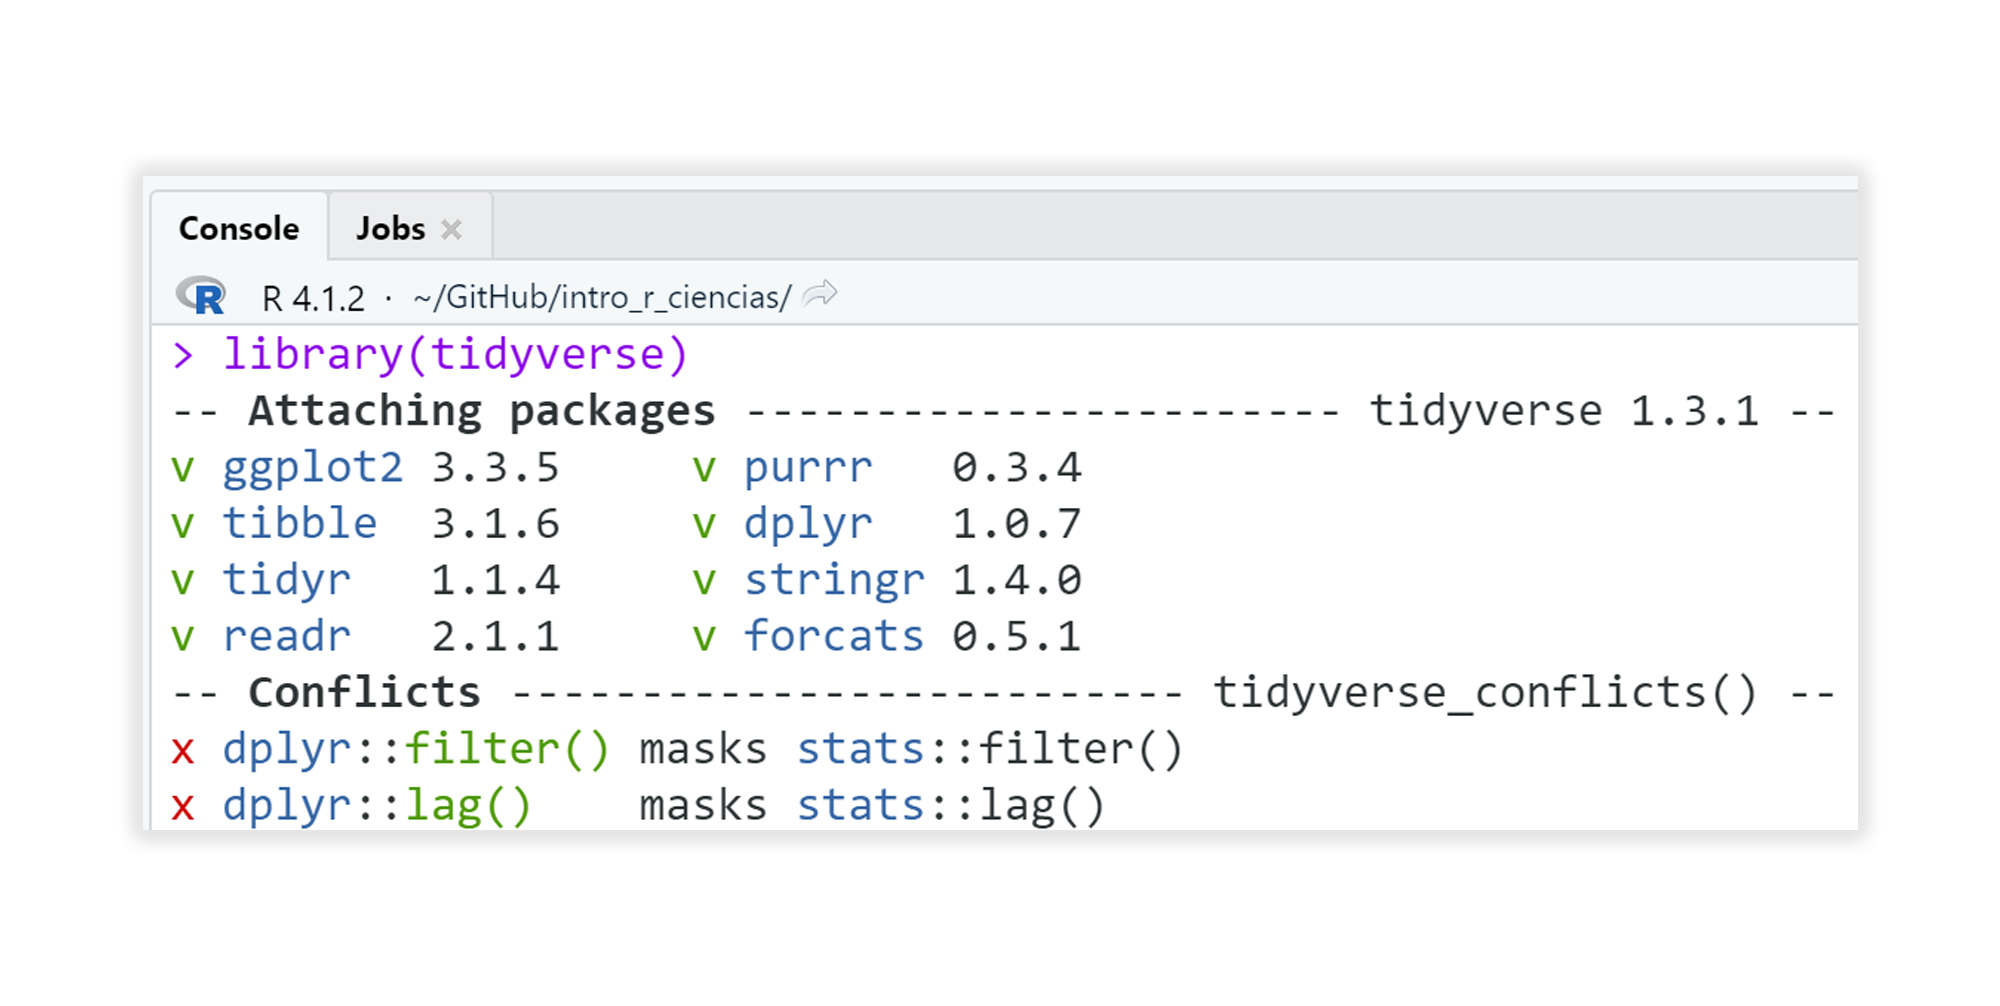 Console Jobs
R R 4.1.2 · ~/GitHub/intro_r_ciencias/
> library(tidyverse)
-- Attaching packages ----------------------- tidyverse 1.3.1 --
v ggplot2 3.3.5     v purrr   0.3.4
v tibble  3.1.6     v dplyr   1.0.7
v tidyr   1.1.4     v stringr 1.4.0
v readr   2.1.1     v forcats 0.5.1
-- Conflicts -------------------------- tidyverse_conflicts() --
x dplyr::filter() masks stats::filter()
x dplyr::lag()    masks stats::lag()